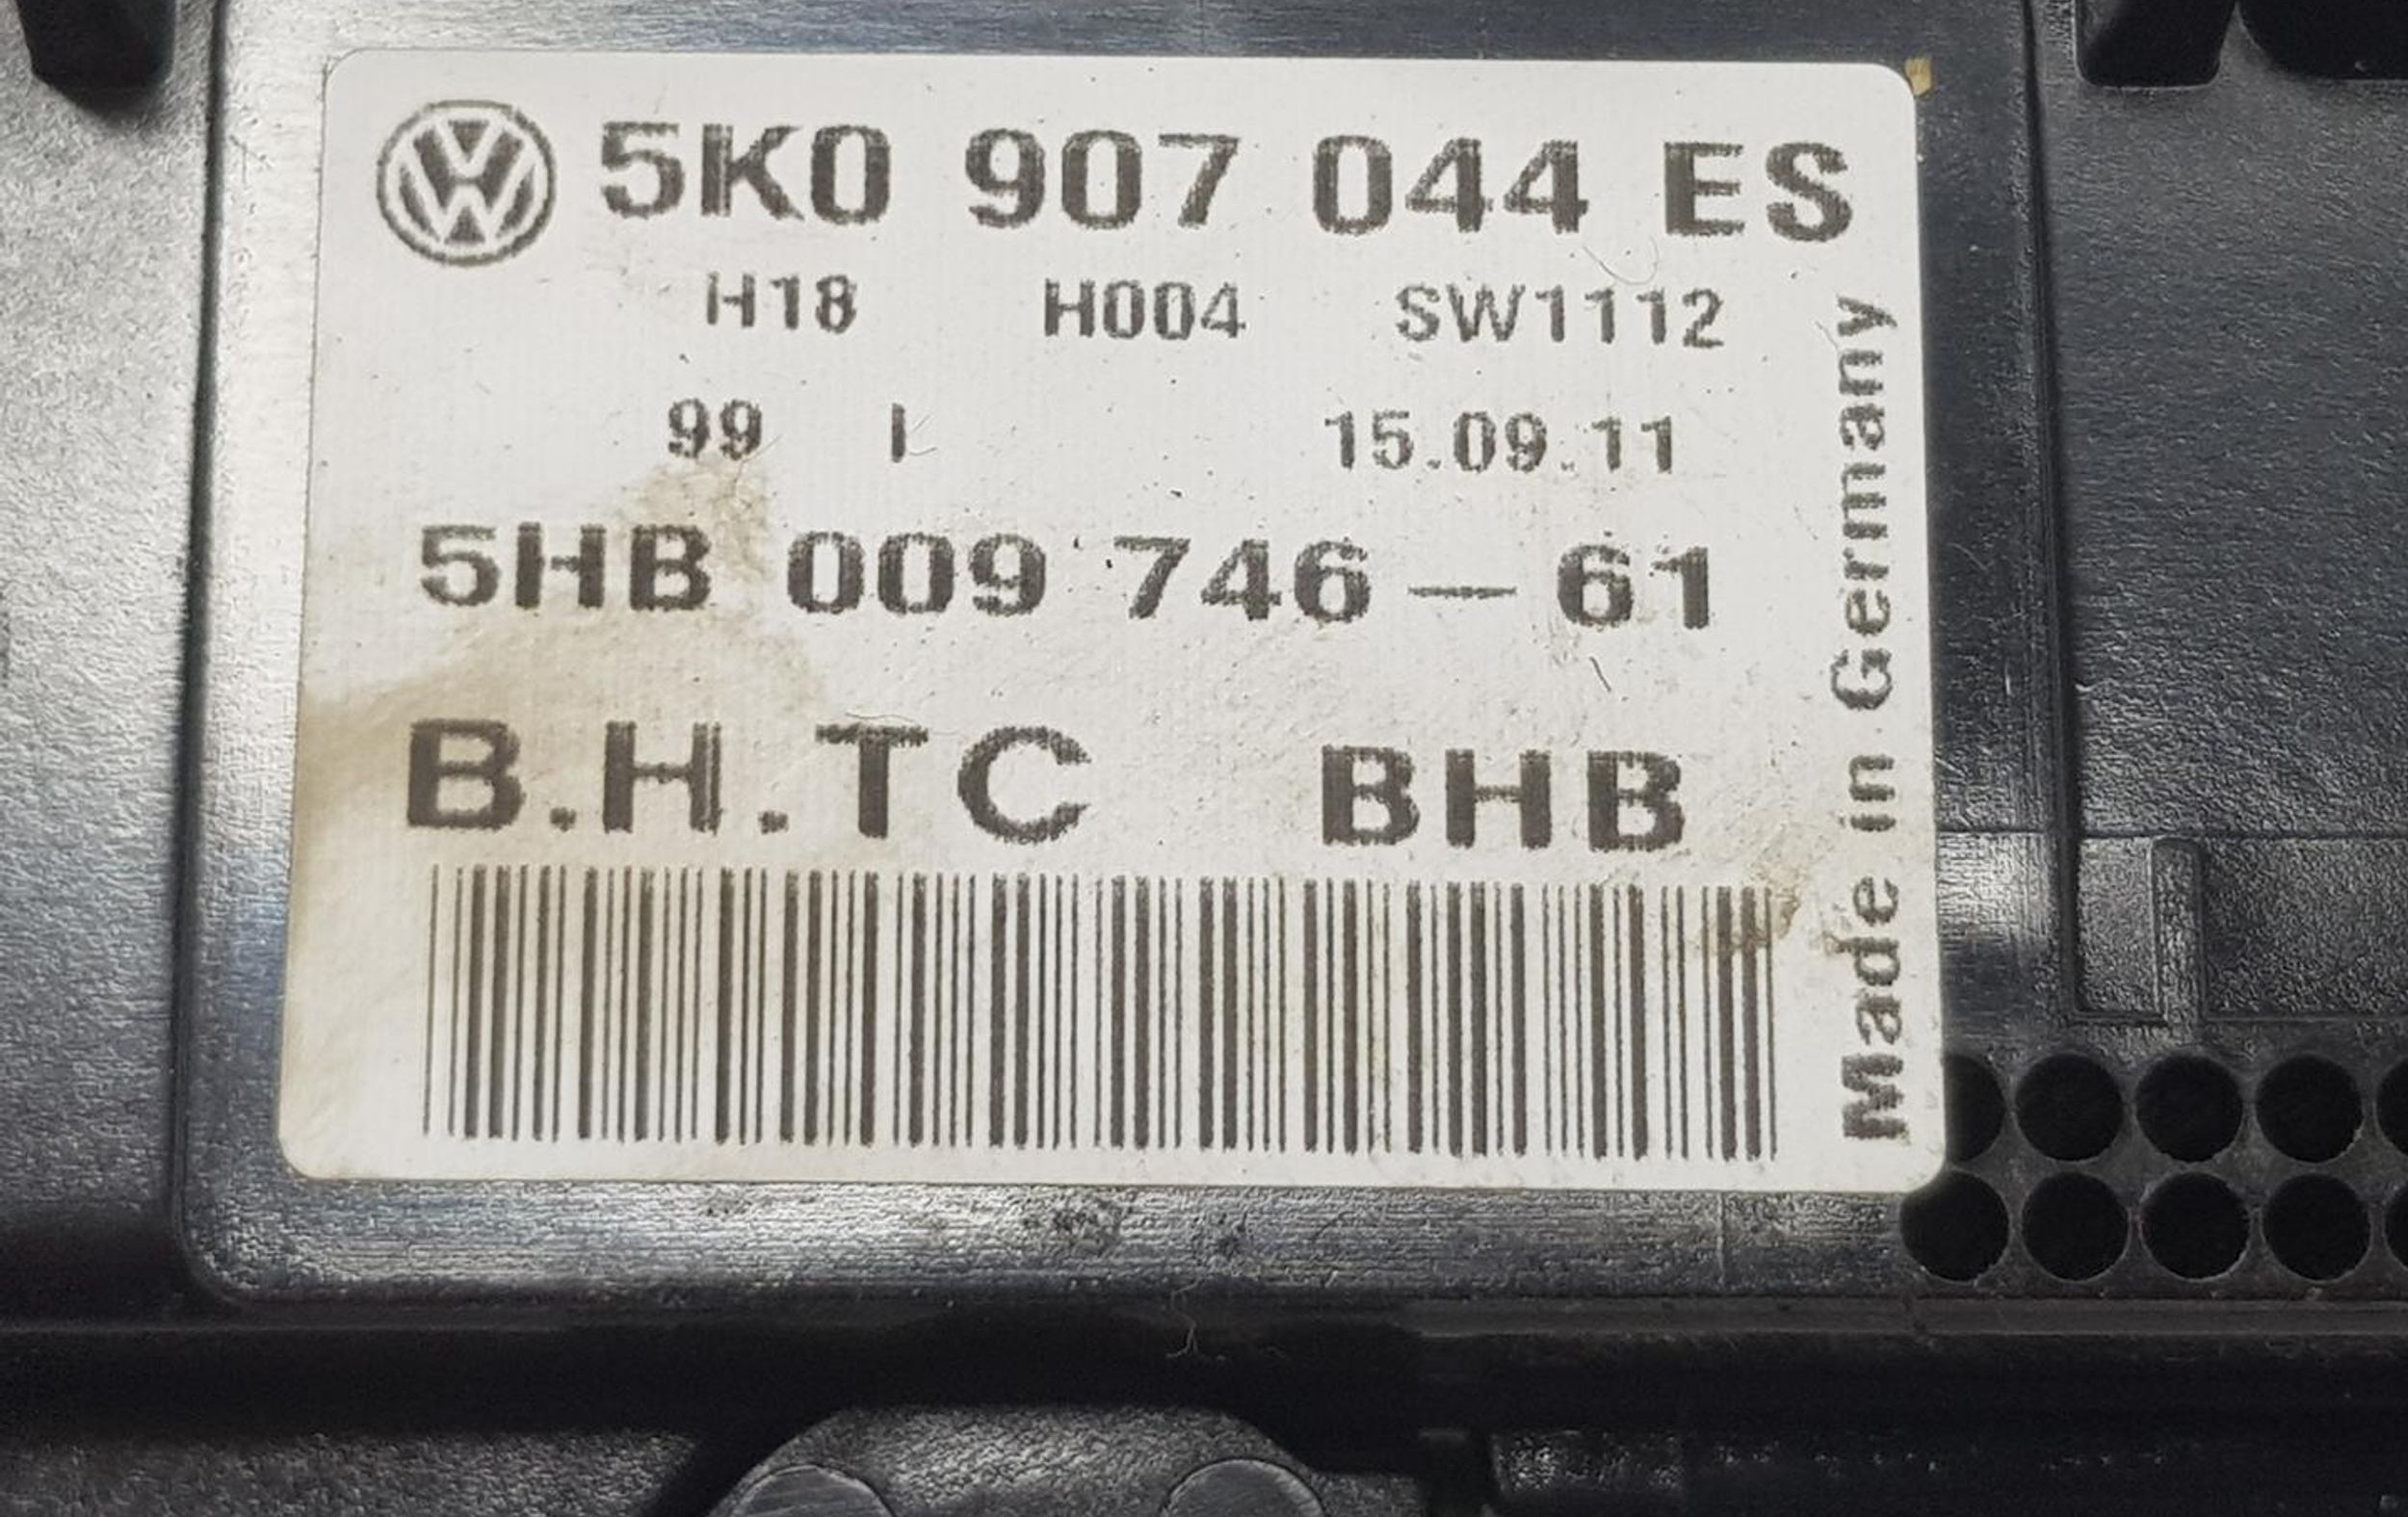 5K0 907 044 ES
H18 H004 SW1112
99 I 15.09.11
5HB 009 746 — 61
B.H.TC BHB
Made in Germany